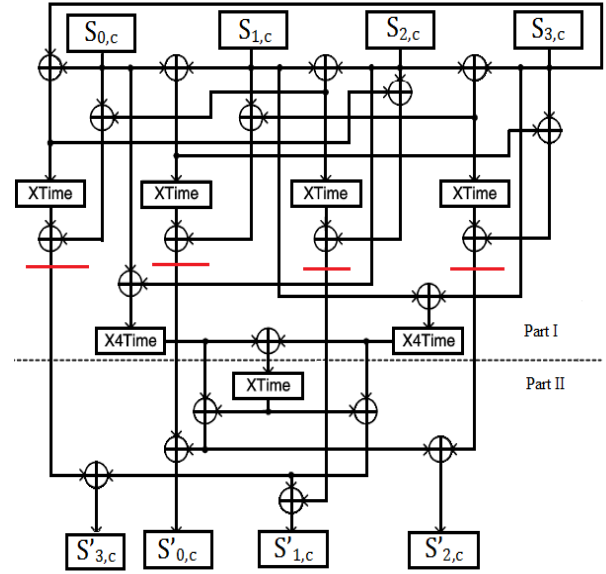 S0,c S1,c S2,c S3,c
XTime XTime XTime XTime
X4Time X4Time Part I
XTime Part II
S'3,c S'0,c S'1,c S'2,c